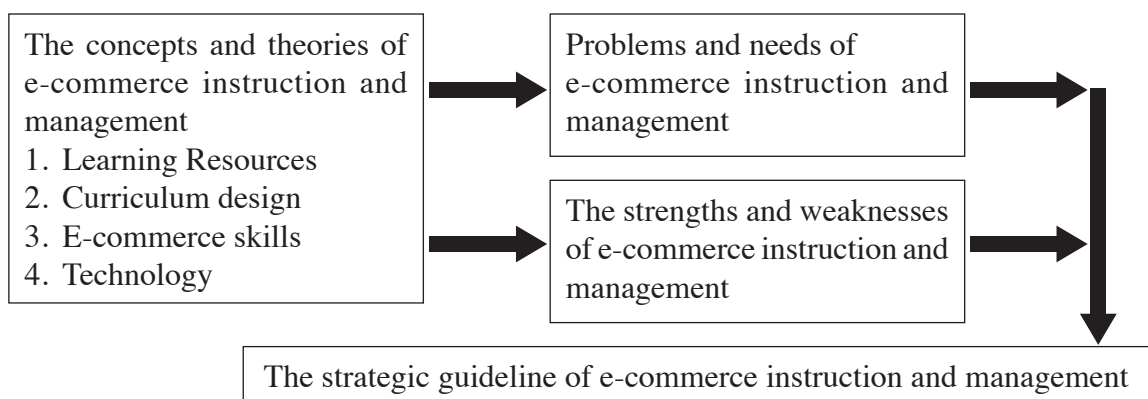 The concepts and theories of
e-commerce instruction and
management
1. Learning Resources
2. Curriculum design
3. E-commerce skills
4. Technology
Problems and needs of
e-commerce instruction and
management
The strengths and weaknesses
of e-commerce instruction and
management
The strategic guideline of e-commerce instruction and management